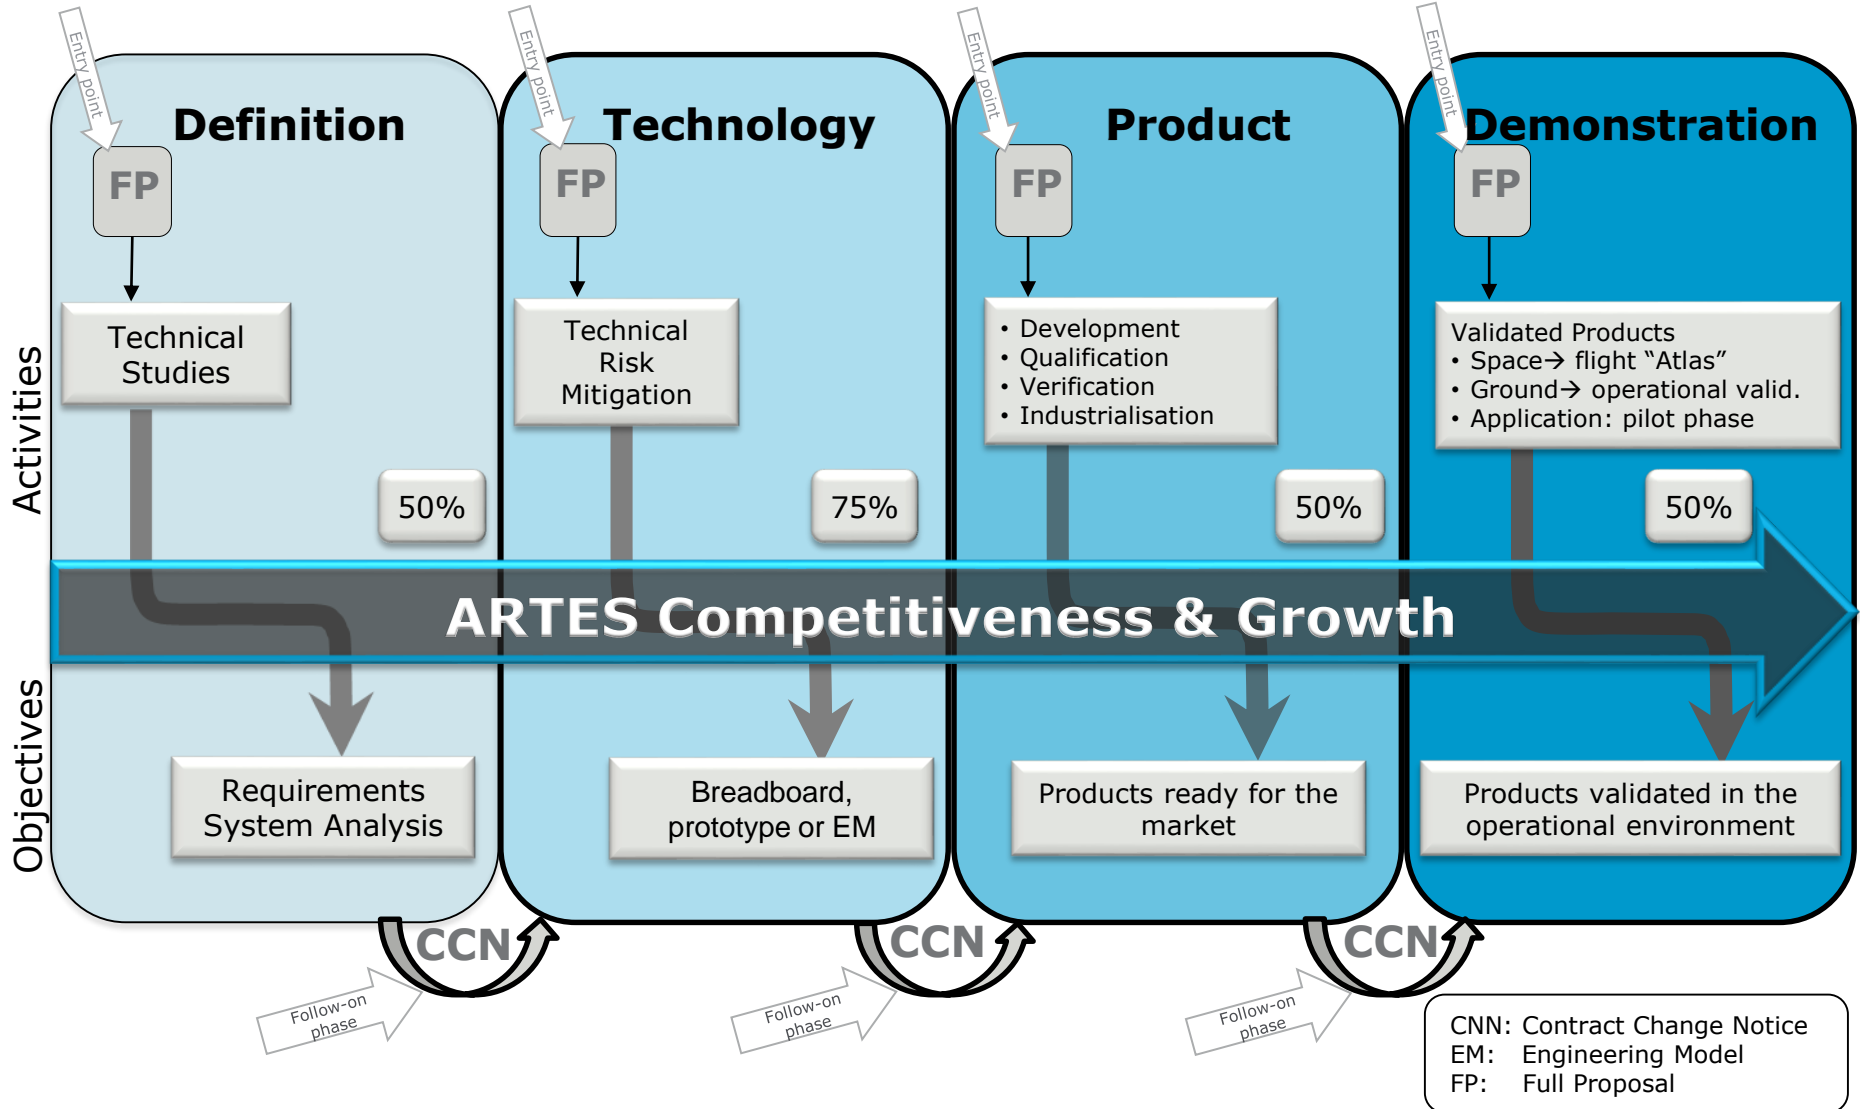 Entry point
Entry point
Entry point
Entry point
Definition
Technology
Product
Demonstration
FP
FP
FP
FP
Activities
Technical
Studies
Technical
Risk
Mitigation
• Development
• Qualification
• Verification
• Industrialisation
Validated Products
• Space→ flight “Atlas”
• Ground→ operational valid.
• Application: pilot phase
50%
75%
50%
50%
ARTES Competitiveness & Growth
Objectives
Requirements
System Analysis
Breadboard,
prototype or EM
Products ready for the
market
Products validated in the
operational environment
CCN
CCN
CCN
Follow-on
phase
Follow-on
phase
Follow-on
phase
CNN: Contract Change Notice
EM: Engineering Model
FP: Full Proposal